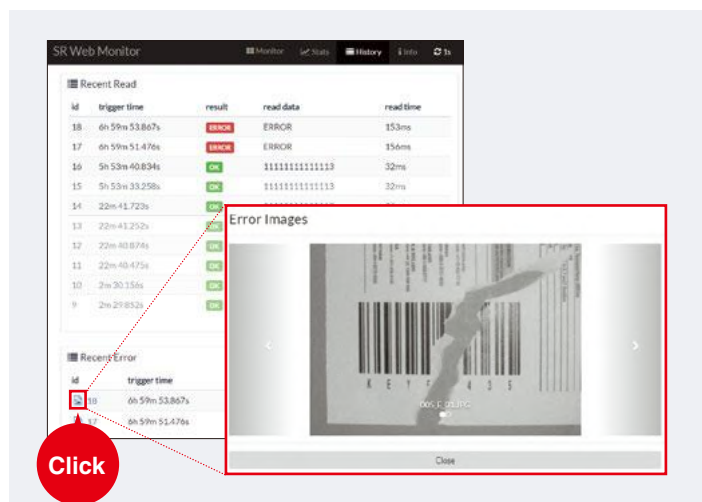 SR Web Monitor Monitor Stats History Info 1s
Recent Read
id trigger time result read data read time
18 6h 59m 53.867s ERROR ERROR 153ms
17 6h 59m 51.476s ERROR ERROR 156ms
16 5h 53m 40.834s OK 11111111111113 32ms
15 5h 53m 33.258s OK 11111111111113 32ms
14 22m 41.723s OK
13 22m 41.252s OK
12 22m 40.874s OK
11 22m 40.475s OK
10 2m 30.156s OK
9 2m 29.852s OK
Recent Error
id trigger time
18 6h 59m 53.867s
17 6h 59m 51.476s
Click
Error Images
K E Y 4 3 5
Close